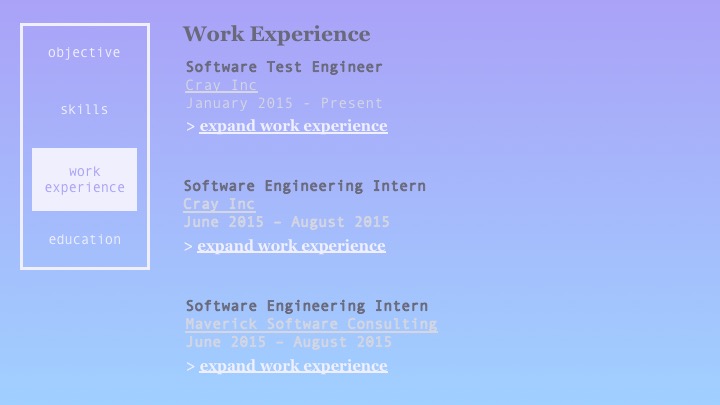 objective
skills
work
experience
education
Work Experience
Software Test Engineer
Cray Inc
January 2015 - Present
> expand work experience
Software Engineering Intern
Cray Inc
June 2015 – August 2015
> expand work experience
Software Engineering Intern
Maverick Software Consulting
June 2015 – August 2015
> expand work experience